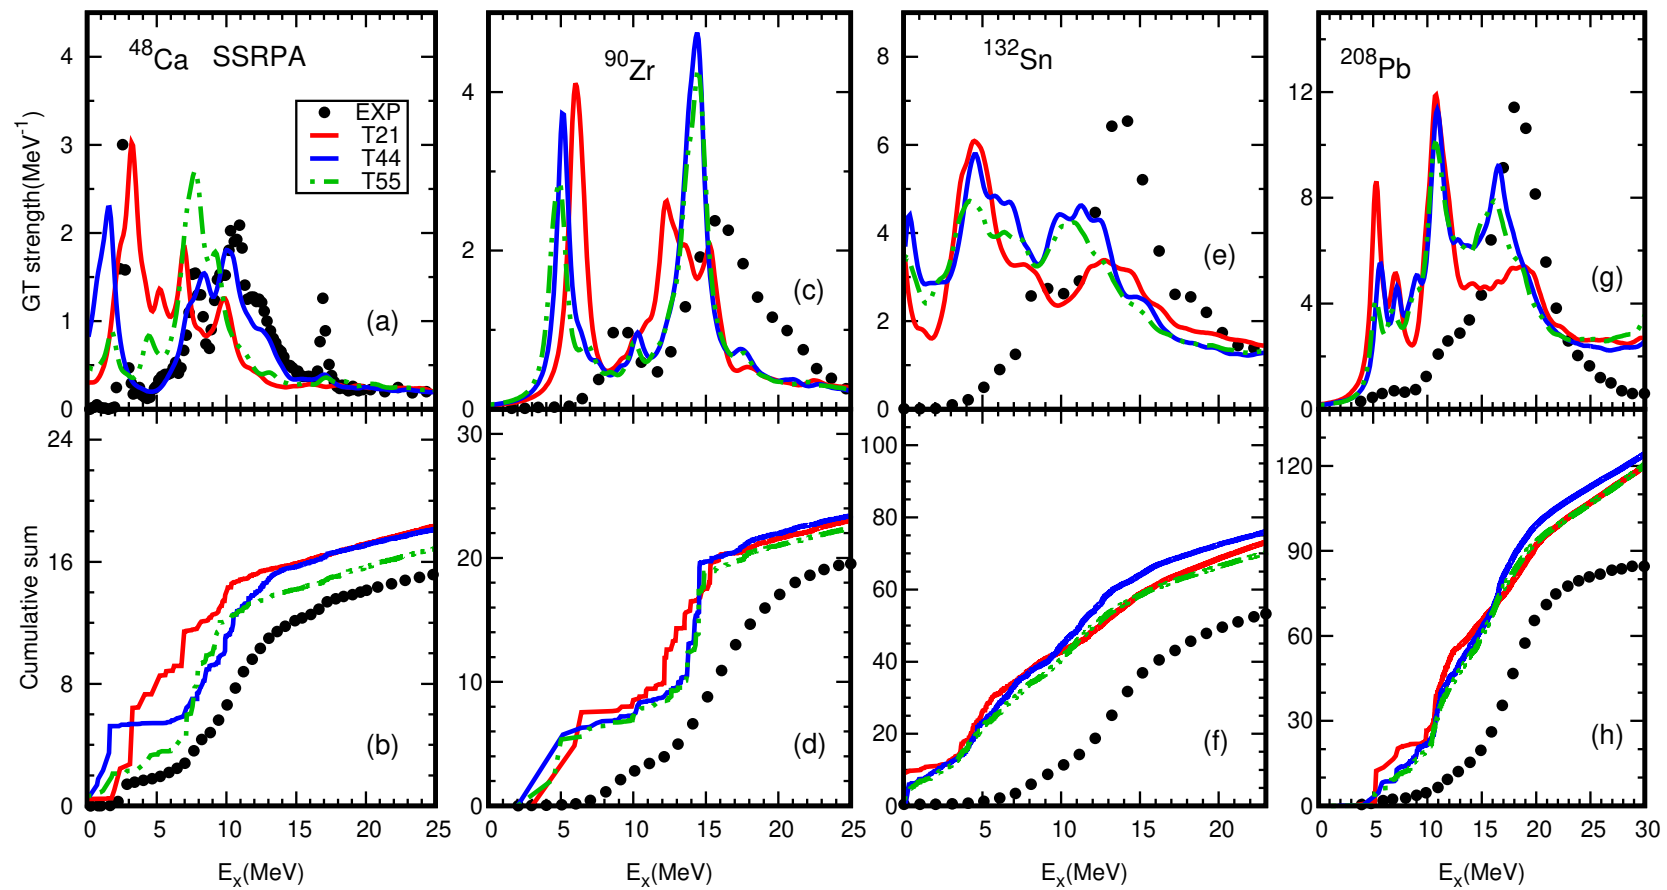 ⁴⁸Ca SSRPA
EXP
T21
T44
T55
(a)
GT strength(MeV⁻¹)
0
1
2
3
4
⁹⁰Zr
(c)
0
2
4
¹³²Sn
(e)
0
2
4
6
8
²⁰⁸Pb
(g)
0
4
8
12
Cumulative sum
0
8
16
24
(b)
0 5 10 15 20 25
Eₓ(MeV)
0
10
20
30
(d)
0 5 10 15 20 25
Eₓ(MeV)
0
20
40
60
80
100
(f)
0 5 10 15 20
Eₓ(MeV)
0
30
60
90
120
(h)
0 5 10 15 20 25 30
Eₓ(MeV)